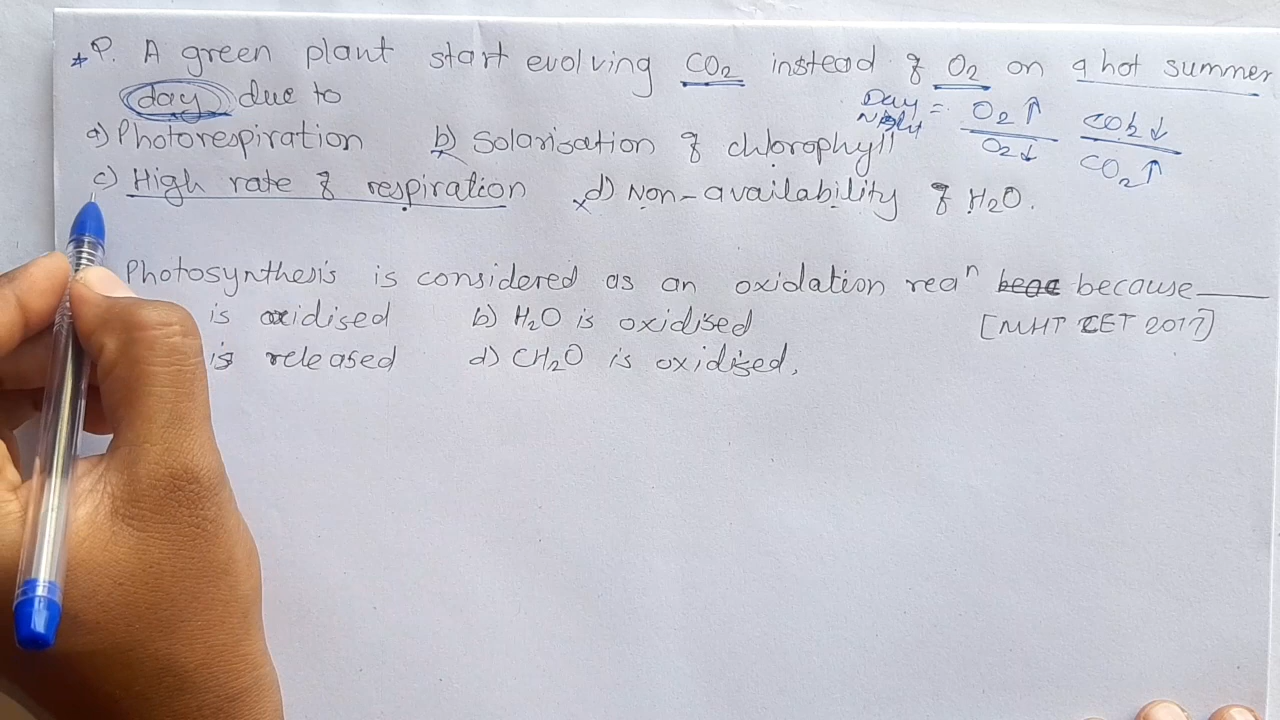 *Q. A green plant start evolving CO₂ instead of O₂ on a hot summer
day due to
Day = O₂↑ CO₂↓
Night O₂↓ CO₂↑
a) Photorespiration b) Solarisation of chlorophyll
c) High rate of respiration d) Non-availability of H₂O.
Photosynthesis is considered as an oxidation reaⁿ because____
is oxidised b) H₂O is oxidised [MHT CET 2017]
is released d) CH₂O is oxidised.